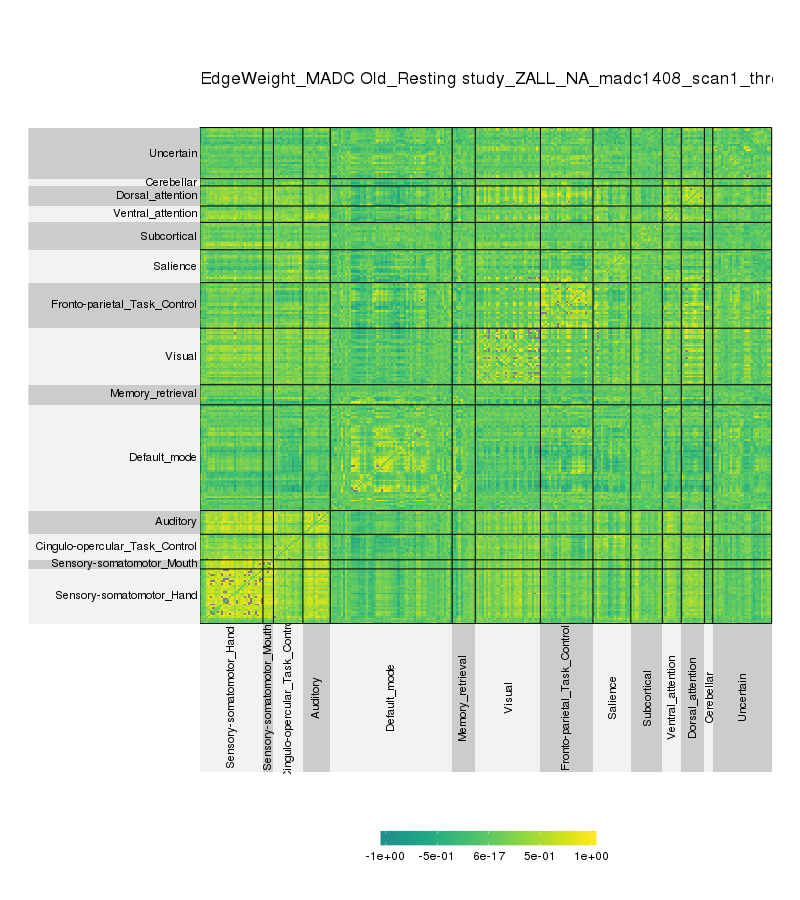 EdgeWeight_MADC Old_Resting study_ZALL_NA_madc1408_scan1_thr
Uncertain
Cerebellar
Dorsal_attention
Ventral_attention
Subcortical
Salience
Fronto-parietal_Task_Control
Visual
Memory_retrieval
Default_mode
Auditory
Cingulo-opercular_Task_Control
Sensory-somatomotor_Mouth
Sensory-somatomotor_Hand
Sensory-somatomotor_Hand
Sensory-somatomotor_Mouth
Cingulo-opercular_Task_Contro
Auditory
Default_mode
Memory_retrieval
Visual
Fronto-parietal_Task_Control
Salience
Subcortical
Ventral_attention
Dorsal_attention
Cerebellar
Uncertain
-1e+00 -5e-01 6e-17 5e-01 1e+00